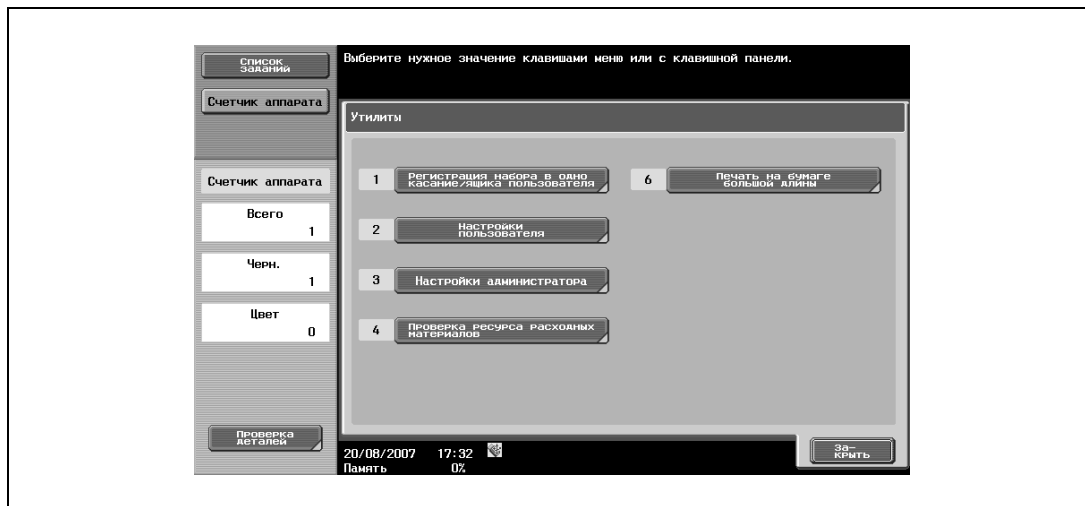 Список
заданий
Счетчик аппарата
Счетчик аппарата
Всего
1
Черн.
1
Цвет
0
Проверка
деталей
Выберите нужное значение клавишами меню или с клавишной панели.
Утилиты
1 Регистрация набора в одно
касание/ящика пользователя
2 Настройки
пользователя
3 Настройки администратора
4 Проверка ресурса расходных
материалов
6 Печать на бумаге
большой длины
20/08/2007 17:32
Память 0%
За-
крыть